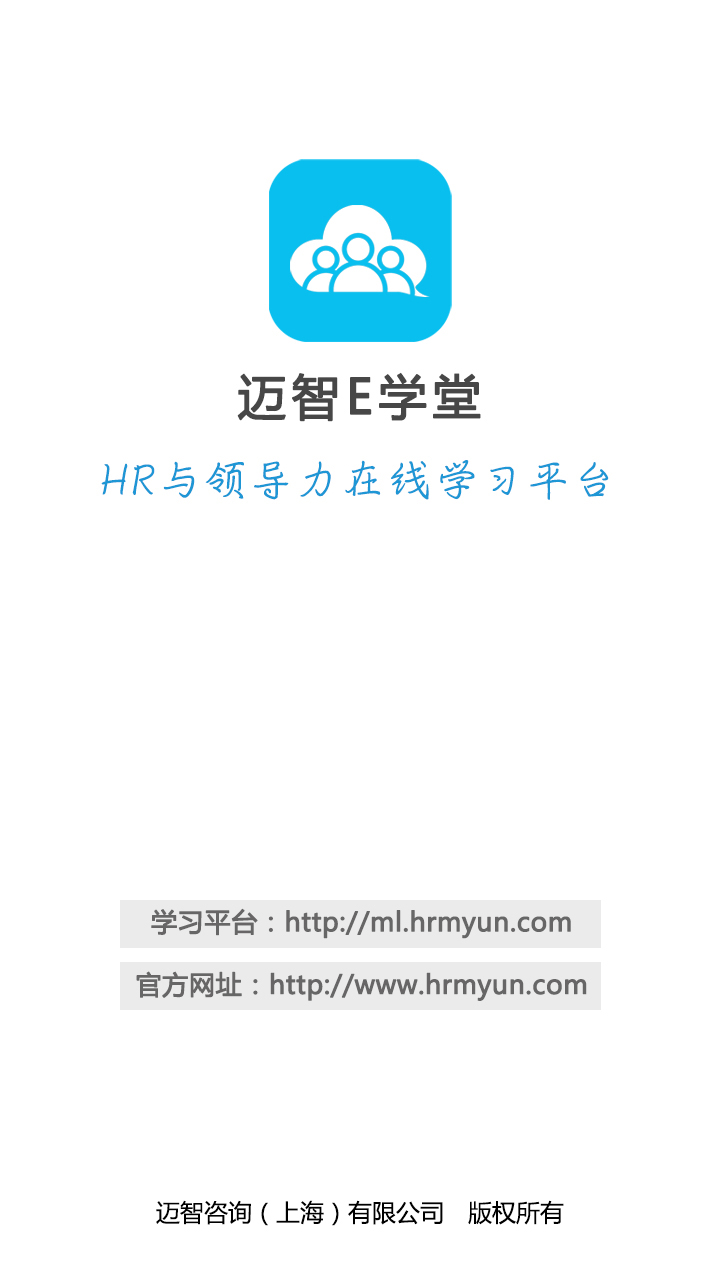 迈智E学堂
HR与领导力在线学习平台
学习平台：http://ml.hrmyun.com
官方网址：http://www.hrmyun.com
迈智咨询（上海）有限公司　版权所有